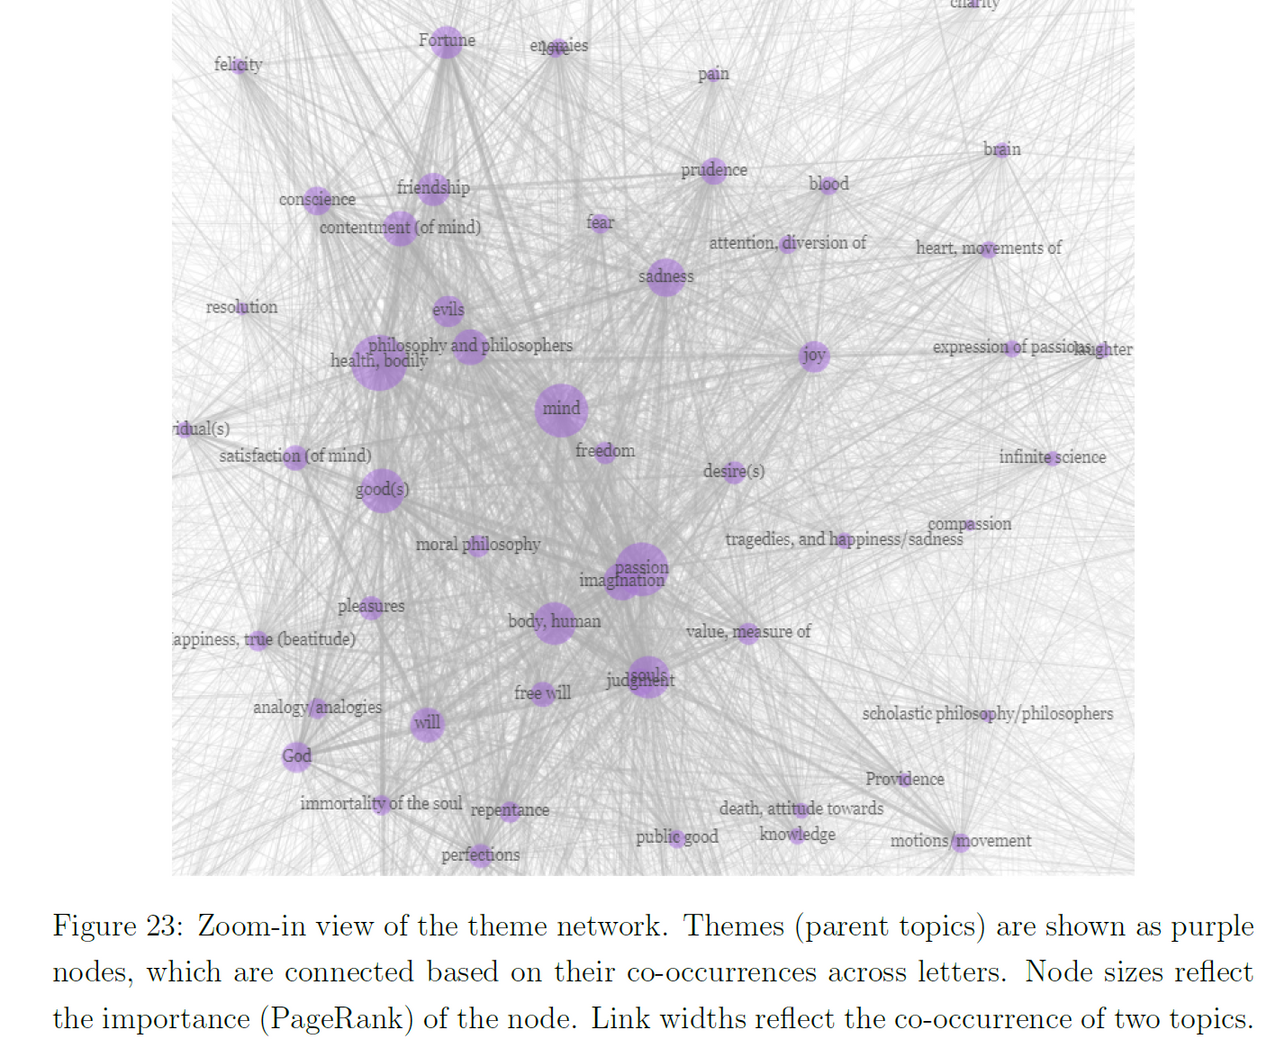 charity
Fortune
enemies
felicity
pain
brain
prudence
blood
friendship
conscience
fear
contentment (of mind)
attention, diversion of
heart, movements of
sadness
resolution
evils
philosophy and philosophers
expression of passions
laughter
joy
health, bodily
mind
idual(s)
freedom
satisfaction (of mind)
infinite science
desire(s)
good(s)
compassion
tragedies, and happiness/sadness
moral philosophy
passion
imagination
pleasures
body, human
value, measure of
appiness, true (beatitude)
souls
judgment
free will
analogy/analogies
scholastic philosophy/philosophers
will
God
Providence
immortality of the soul
repentance
death, attitude towards
knowledge
public good
motions/movement
perfections
Figure 23: Zoom-in view of the theme network. Themes (parent topics) are shown as purple
nodes, which are connected based on their co-occurrences across letters. Node sizes reflect
the importance (PageRank) of the node. Link widths reflect the co-occurrence of two topics.